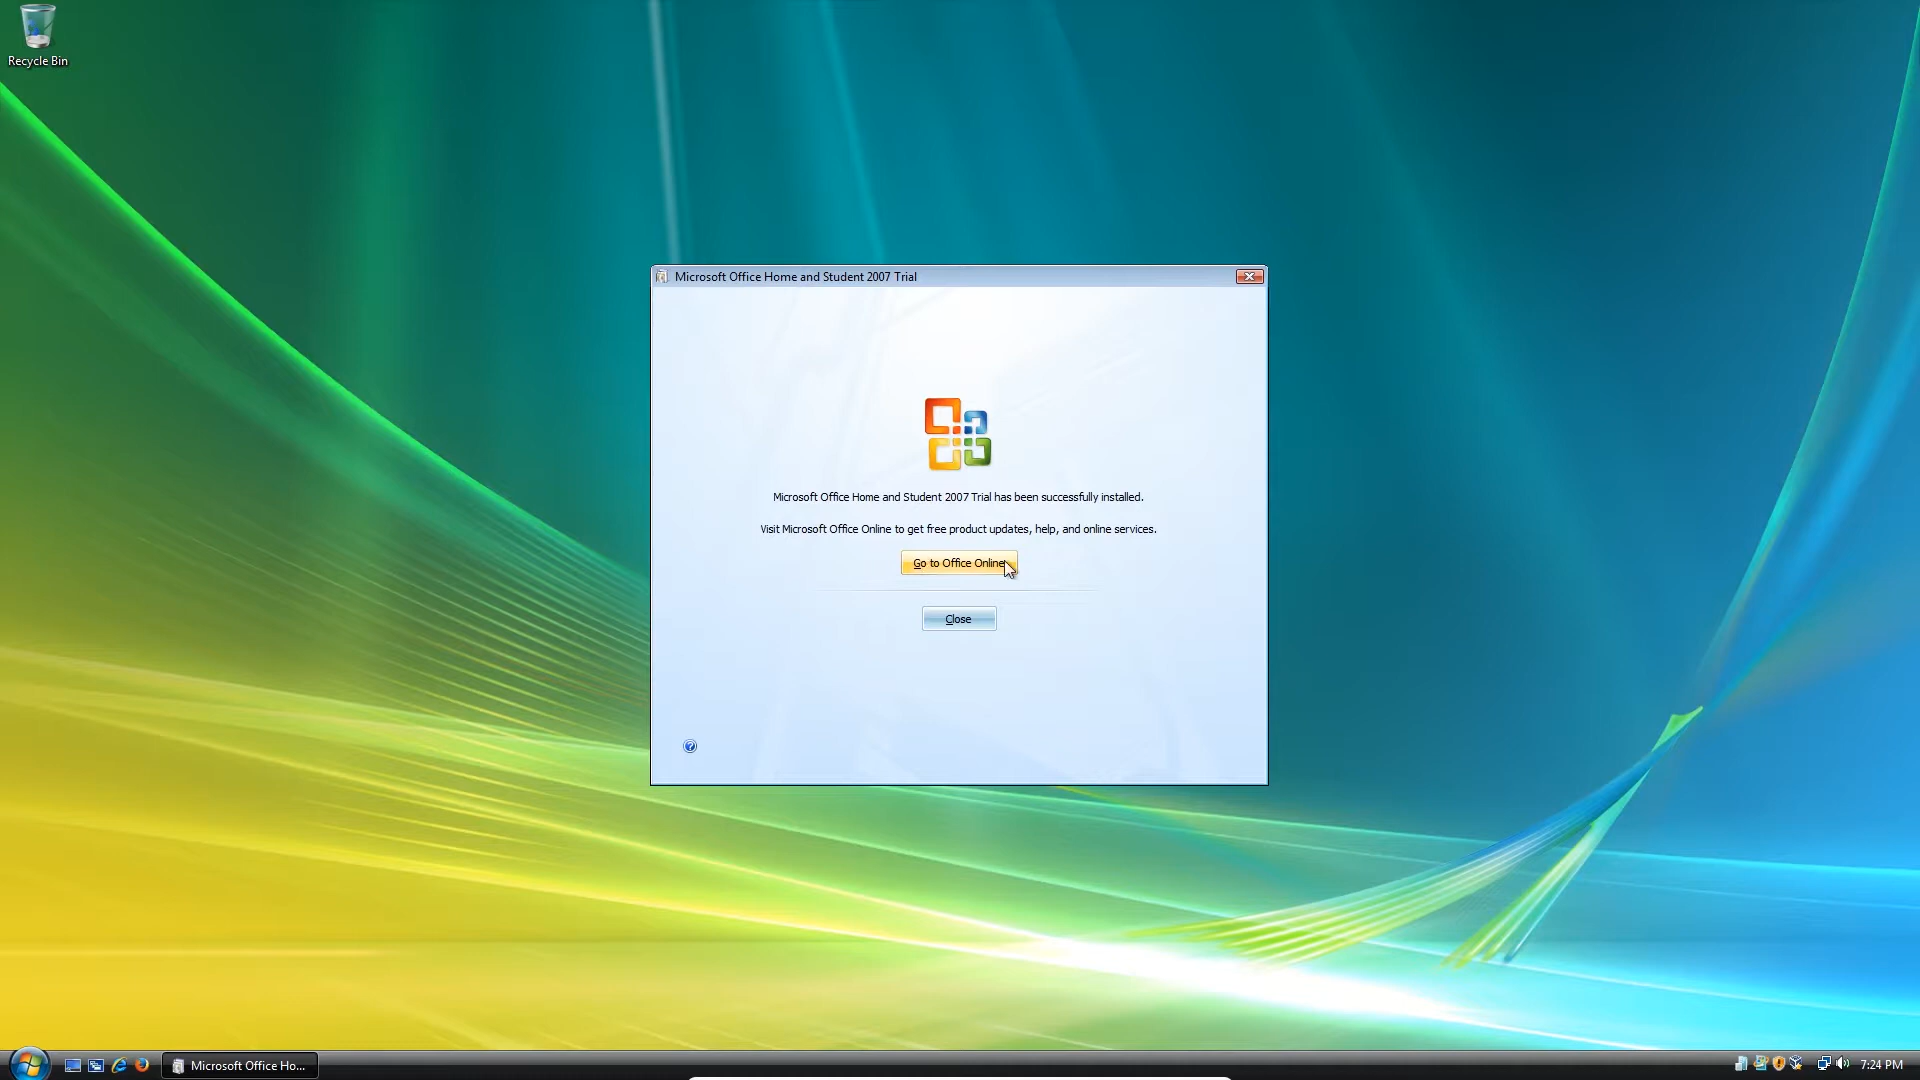 Recycle Bin
Microsoft Office Home and Student 2007 Trial
Microsoft Office Home and Student 2007 Trial has been successfully installed.
Visit Microsoft Office Online to get free product updates, help, and online services.
Go to Office Online
Close
Microsoft Office Ho...
7:24 PM